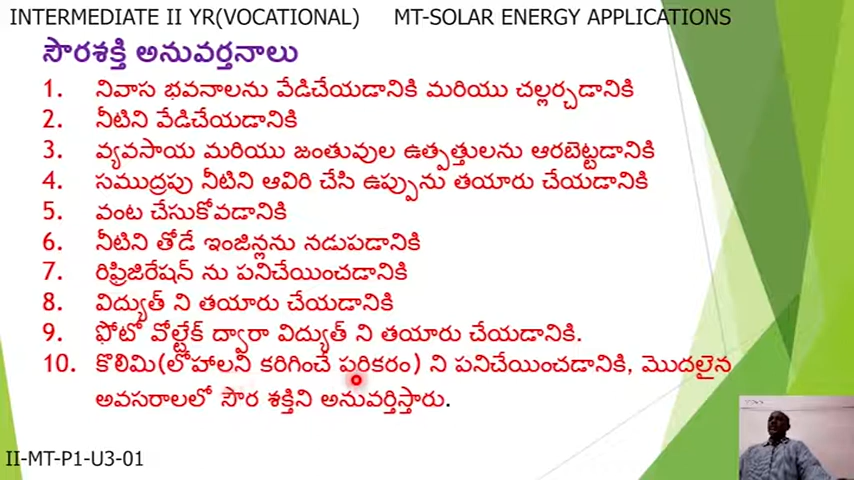 INTERMEDIATE II YR(VOCATIONAL) MT-SOLAR ENERGY APPLICATIONS
సౌరశక్తి అనువర్తనాలు
1. నివాస భవనాలను వేడిచేయడానికి మరియు చల్లర్చడానికి
2. నీటిని వేడిచేయడానికి
3. వ్యవసాయ మరియు జంతువుల ఉత్పత్తులను ఆరబెట్టడానికి
4. సముద్రపు నీటిని ఆవిరి చేసి ఉప్పును తయారు చేయడానికి
5. వంట చేసుకోవడానికి
6. నీటిని తోడే ఇంజిన్లను నడుపడానికి
7. రిఫ్రిజిరేషన్ ను పనిచేయించడానికి
8. విద్యుత్ ని తయారు చేయడానికి
9. ఫోటో వోల్టేక్ ద్వారా విద్యుత్ ని తయారు చేయడానికి.
10. కొలిమి(లోహాలని కరిగించే పరికరం) ని పనిచేయించడానికి, మొదలైన
అవసరాలలో సౌర శక్తిని అనువర్తిస్తారు.
II-MT-P1-U3-01